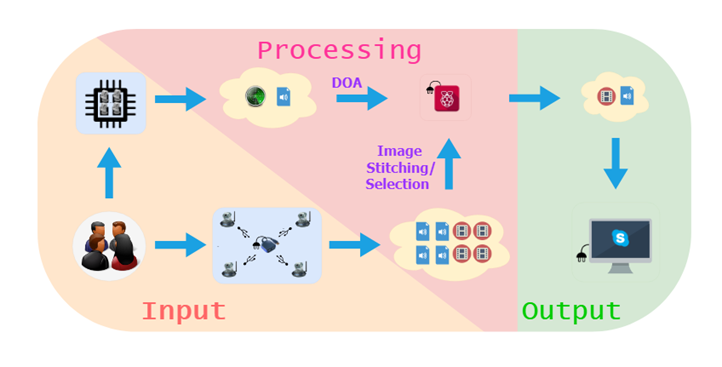 Processing
DOA
Image
Stitching/
Selection
S
Input
Output